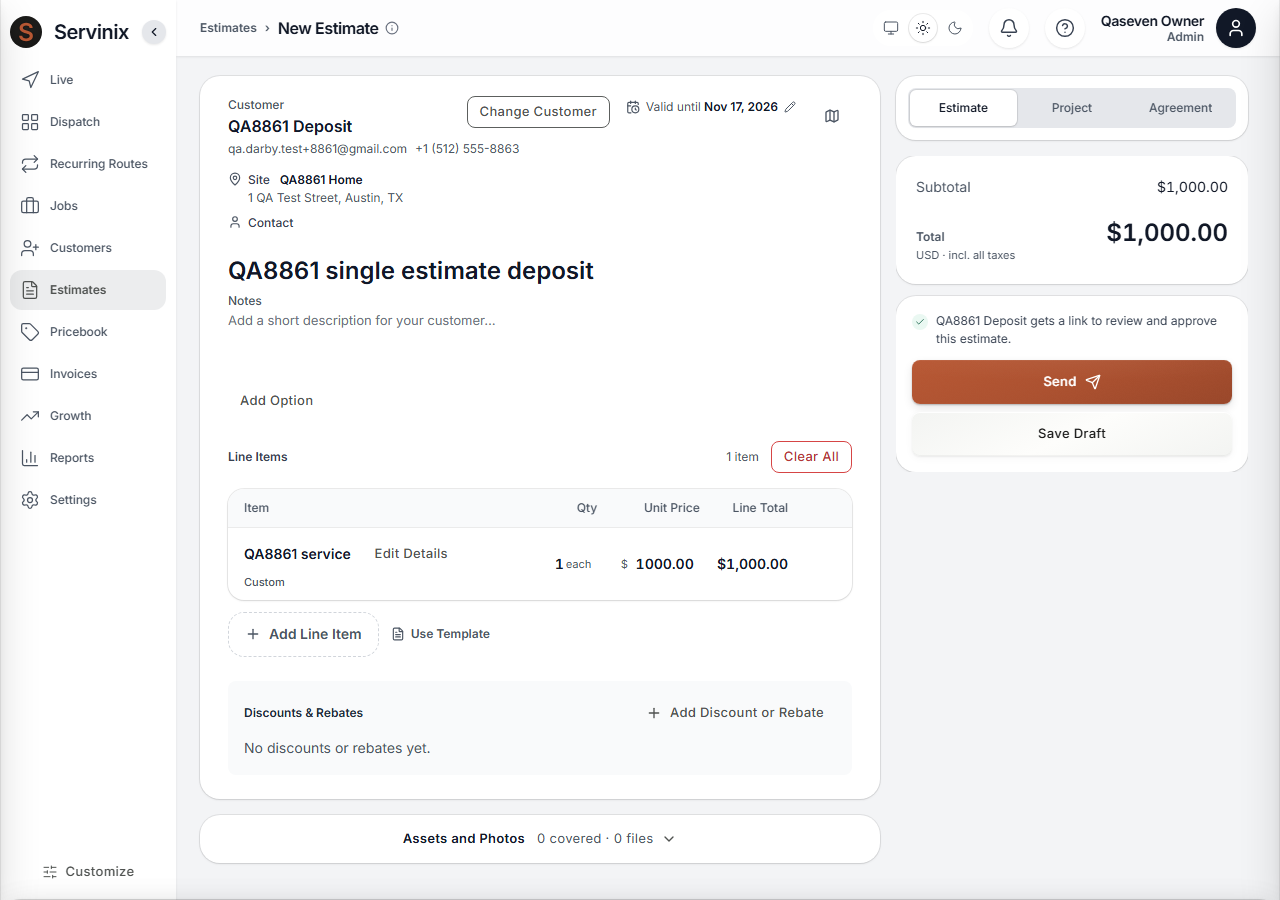 S Servinix
Live
Dispatch
Recurring Routes
Jobs
Customers
Estimates
Pricebook
Invoices
Growth
Reports
Settings
Customize
Estimates › New Estimate
Qaseven Owner
Admin
Customer
QA8861 Deposit
Change Customer
Valid until Nov 17, 2026
qa.darby.test+8861@gmail.com +1 (512) 555-8863
Site QA8861 Home
1 QA Test Street, Austin, TX
Contact
QA8861 single estimate deposit
Notes
Add a short description for your customer...
Add Option
Line Items 1 item Clear All
Item Qty Unit Price Line Total
QA8861 service Edit Details 1 each $ 1000.00 $1,000.00
Custom
Add Line Item Use Template
Discounts & Rebates Add Discount or Rebate
No discounts or rebates yet.
Assets and Photos 0 covered · 0 files
Estimate Project Agreement
Subtotal $1,000.00
Total $1,000.00
USD · incl. all taxes
QA8861 Deposit gets a link to review and approve
this estimate.
Send
Save Draft